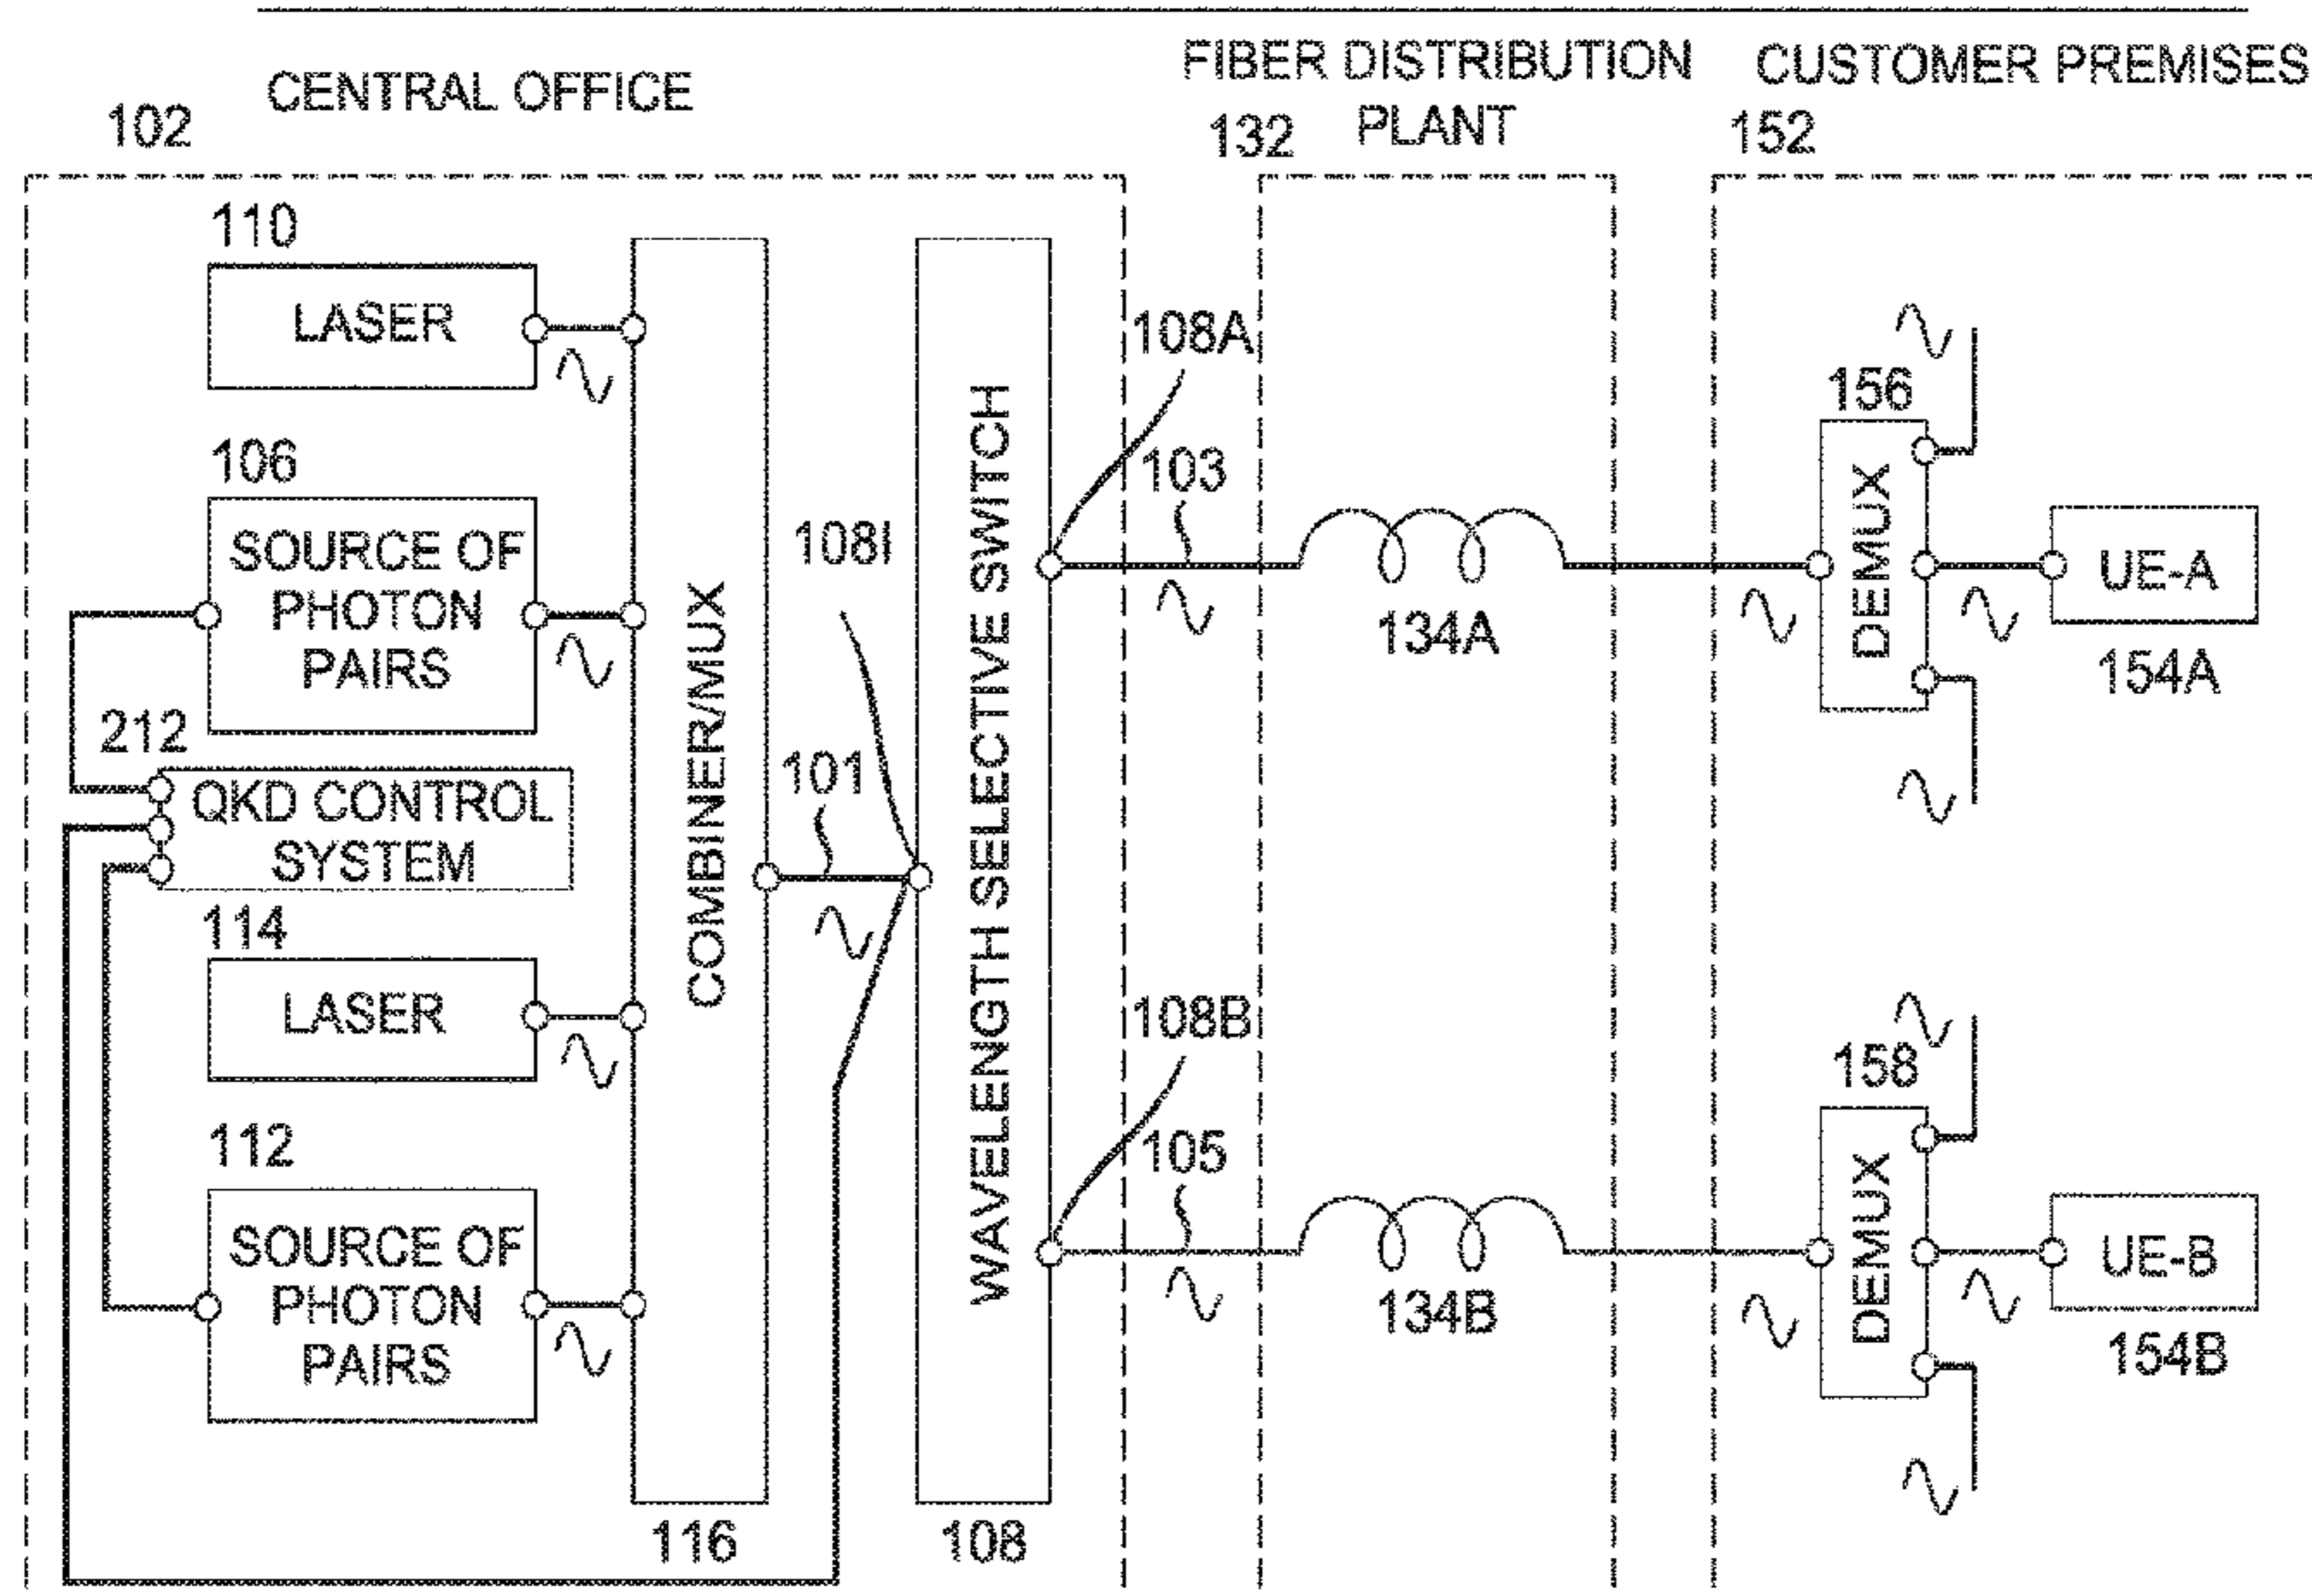 CENTRAL OFFICE
102
FIBER DISTRIBUTION
PLANT
132
CUSTOMER PREMISES
152
110
LASER
106
SOURCE OF
PHOTON
PAIRS
212
QKD CONTROL
SYSTEM
114
LASER
112
SOURCE OF
PHOTON
PAIRS
COMBINER/MUX
116
101
108I
WAVELENGTH SELECTIVE SWITCH
108
108A
103
134A
108B
105
134B
156
DEMUX
UE-A
154A
158
DEMUX
UE-B
154B